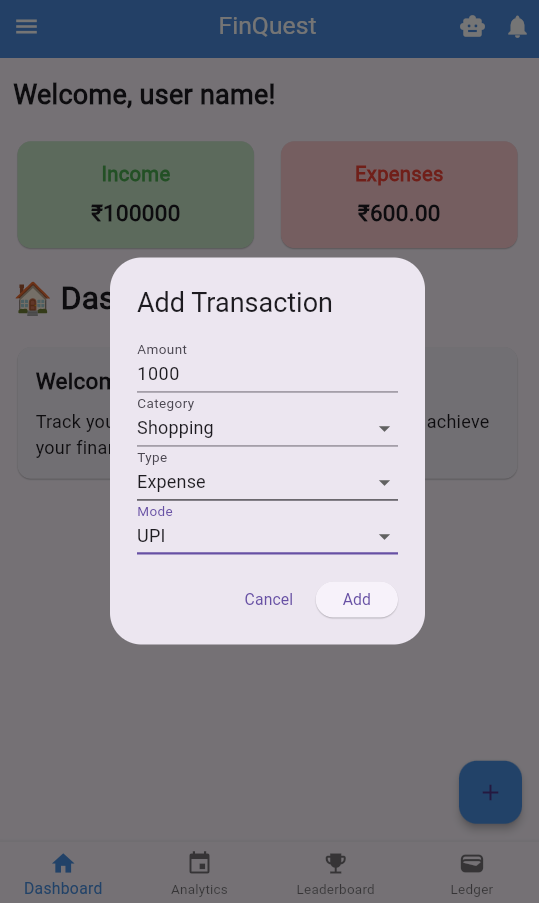 FinQuest
Welcome, user name!
Income
Expenses
₹100000
₹600.00
🏠 Das
Add Transaction
Amount
1000
Category
Shopping
Type
Expense
Mode
UPI
Cancel
Add
Welcom
Track you
achieve
your finan
+
Dashboard
Analytics
Leaderboard
Ledger